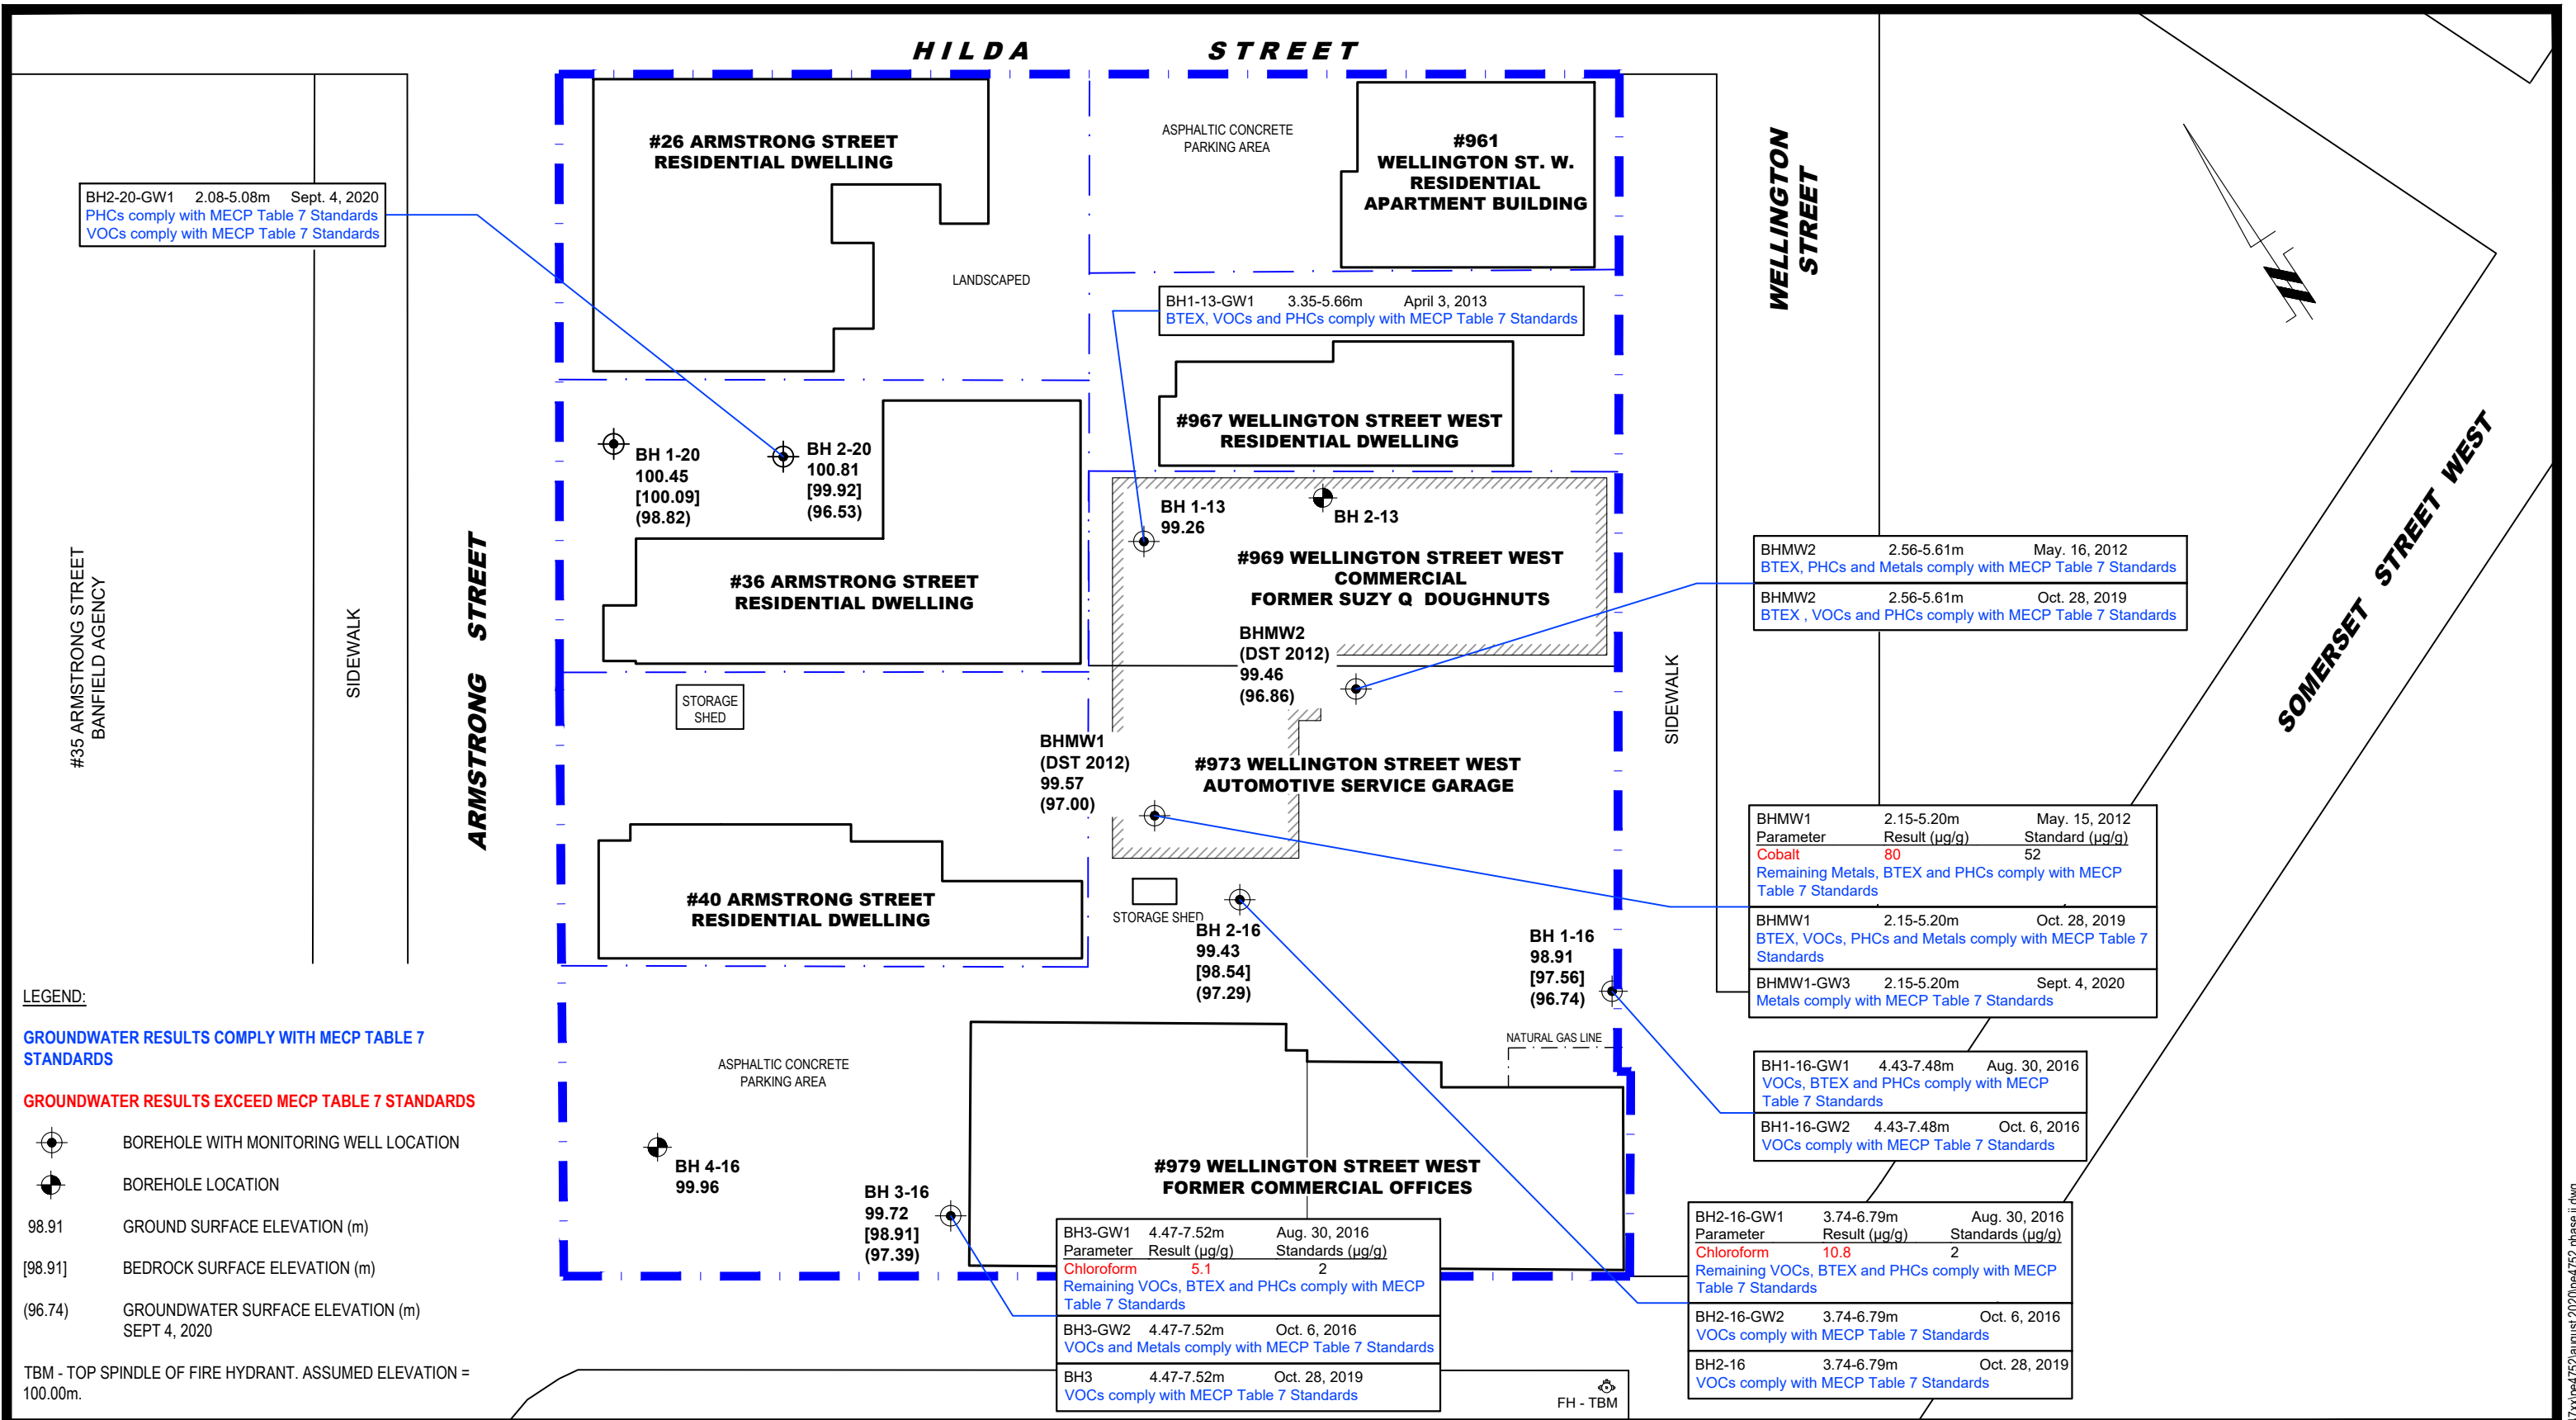 HILDA STREET
#26 ARMSTRONG STREET
RESIDENTIAL DWELLING
ASPHALTIC CONCRETE
PARKING AREA
#961
WELLINGTON ST. W.
RESIDENTIAL
APARTMENT BUILDING
WELLINGTON
STREET
BH2-20-GW1 2.08-5.08m Sept. 4, 2020
PHCs comply with MECP Table 7 Standards
VOCs comply with MECP Table 7 Standards
LANDSCAPED
BH1-13-GW1 3.35-5.66m April 3, 2013
BTEX, VOCs and PHCs comply with MECP Table 7 Standards
#967 WELLINGTON STREET WEST
RESIDENTIAL DWELLING
BH 1-20
100.45
[100.09]
(98.82)
BH 2-20
100.81
[99.92]
(96.53)
BH 1-13
99.26
BH 2-13
#969 WELLINGTON STREET WEST
COMMERCIAL
FORMER SUZY Q DOUGHNUTS
#36 ARMSTRONG STREET
RESIDENTIAL DWELLING
#35 ARMSTRONG STREET
BANFIELD AGENCY
SIDEWALK
ARMSTRONG STREET
SOMERSET STREET WEST
SIDEWALK
BHMW2 2.56-5.61m May. 16, 2012
BTEX, PHCs and Metals comply with MECP Table 7 Standards
BHMW2 2.56-5.61m Oct. 28, 2019
BTEX , VOCs and PHCs comply with MECP Table 7 Standards
BHMW2
(DST 2012)
99.46
(96.86)
STORAGE
SHED
BHMW1
(DST 2012)
99.57
(97.00)
#973 WELLINGTON STREET WEST
AUTOMOTIVE SERVICE GARAGE
BHMW1 2.15-5.20m May. 15, 2012
Parameter Result (µg/g) Standard (µg/g)
Cobalt 80 52
Remaining Metals, BTEX and PHCs comply with MECP
Table 7 Standards
BHMW1 2.15-5.20m Oct. 28, 2019
BTEX, VOCs, PHCs and Metals comply with MECP Table 7
Standards
BHMW1-GW3 2.15-5.20m Sept. 4, 2020
Metals comply with MECP Table 7 Standards
#40 ARMSTRONG STREET
RESIDENTIAL DWELLING
STORAGE SHED
BH 2-16
99.43
[98.54]
(97.29)
BH 1-16
98.91
[97.56]
(96.74)
NATURAL GAS LINE
BH1-16-GW1 4.43-7.48m Aug. 30, 2016
VOCs, BTEX and PHCs comply with MECP
Table 7 Standards
BH1-16-GW2 4.43-7.48m Oct. 6, 2016
VOCs comply with MECP Table 7 Standards
ASPHALTIC CONCRETE
PARKING AREA
BH 4-16
99.96
BH 3-16
99.72
[98.91]
(97.39)
#979 WELLINGTON STREET WEST
FORMER COMMERCIAL OFFICES
BH3-GW1 4.47-7.52m Aug. 30, 2016
Parameter Result (µg/g) Standards (µg/g)
Chloroform 5.1 2
Remaining VOCs, BTEX and PHCs comply with MECP
Table 7 Standards
BH3-GW2 4.47-7.52m Oct. 6, 2016
VOCs and Metals comply with MECP Table 7 Standards
BH3 4.47-7.52m Oct. 28, 2019
VOCs comply with MECP Table 7 Standards
BH2-16-GW1 3.74-6.79m Aug. 30, 2016
Parameter Result (µg/g) Standards (µg/g)
Chloroform 10.8 2
Remaining VOCs, BTEX and PHCs comply with MECP
Table 7 Standards
BH2-16-GW2 3.74-6.79m Oct. 6, 2016
VOCs comply with MECP Table 7 Standards
BH2-16 3.74-6.79m Oct. 28, 2019
VOCs comply with MECP Table 7 Standards
FH - TBM
LEGEND:
GROUNDWATER RESULTS COMPLY WITH MECP TABLE 7
STANDARDS
GROUNDWATER RESULTS EXCEED MECP TABLE 7 STANDARDS
BOREHOLE WITH MONITORING WELL LOCATION
BOREHOLE LOCATION
98.91 GROUND SURFACE ELEVATION (m)
[98.91] BEDROCK SURFACE ELEVATION (m)
(96.74) GROUNDWATER SURFACE ELEVATION (m)
SEPT 4, 2020
TBM - TOP SPINDLE OF FIRE HYDRANT. ASSUMED ELEVATION =
100.00m.